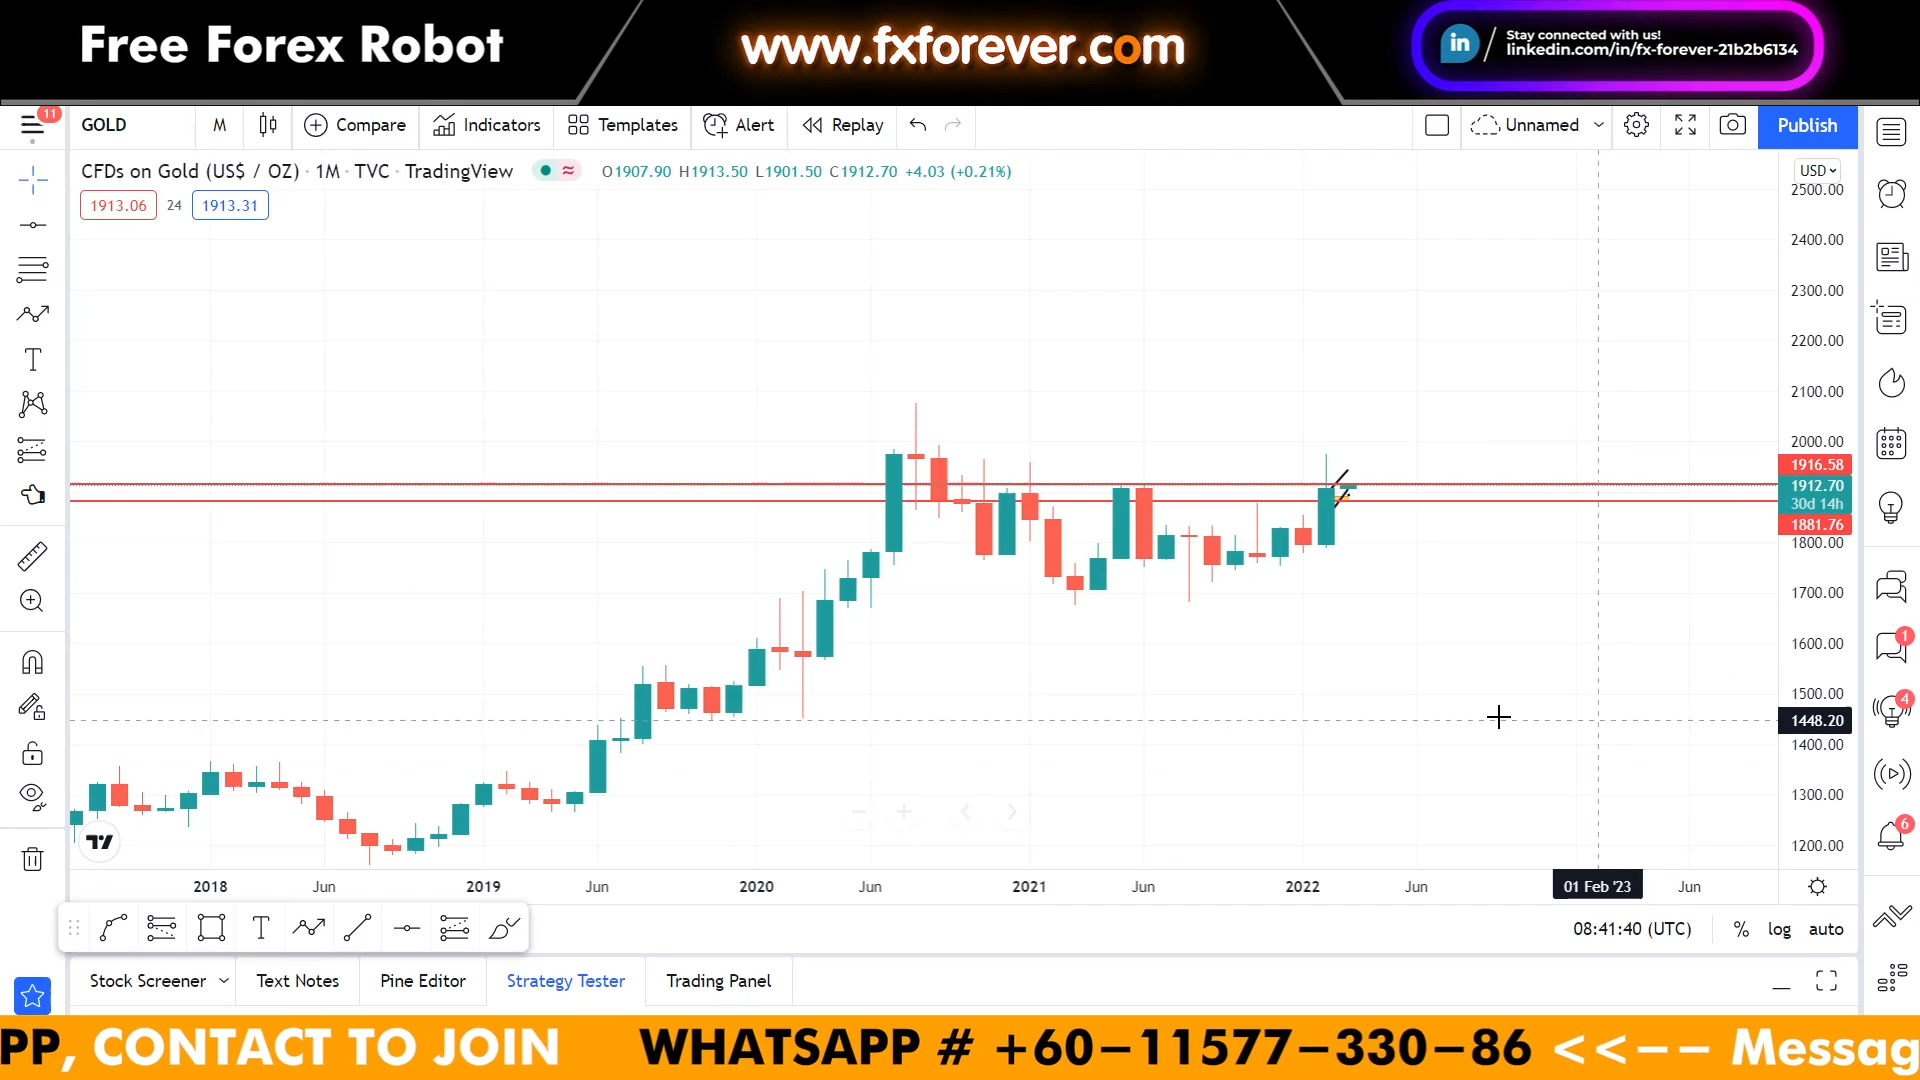 Free Forex Robot
www.fxforever.com
in
Stay connected with us!
linkedin.com/in/fx-forever-21b2b6134
11
GOLD
M
Compare
Indicators
Templates
Alert
Replay
Unnamed
Publish
CFDs on Gold (US$ / OZ) · 1M · TVC · TradingView
O1907.90 H1913.50 L1901.50 C1912.70 +4.03 (+0.21%)
1913.06 24 1913.31
USD
2500.00
2400.00
2300.00
2200.00
2100.00
2000.00
1916.58
1912.70
30d 14h
1881.76
1800.00
1700.00
1600.00
1500.00
1448.20
1400.00
1300.00
1200.00
2018 Jun 2019 Jun 2020 Jun 2021 Jun 2022 Jun 01 Feb '23 Jun
08:41:40 (UTC)
% log auto
1
4
6
Stock Screener
Text Notes
Pine Editor
Strategy Tester
Trading Panel
PP, CONTACT TO JOIN WHATSAPP # +60-11577-330-86 <<-- Messag